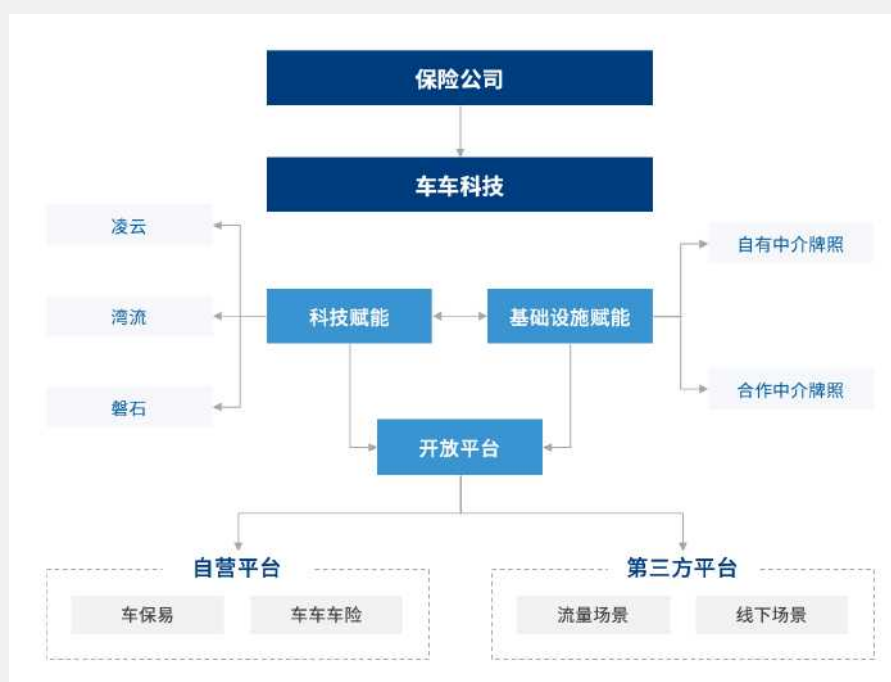 保险公司
车车科技
凌云
自有中介牌照
湾流
科技赋能
基础设施赋能
合作中介牌照
磐石
开放平台
自营平台
第三方平台
车保易
车车车险
流量场景
线下场景